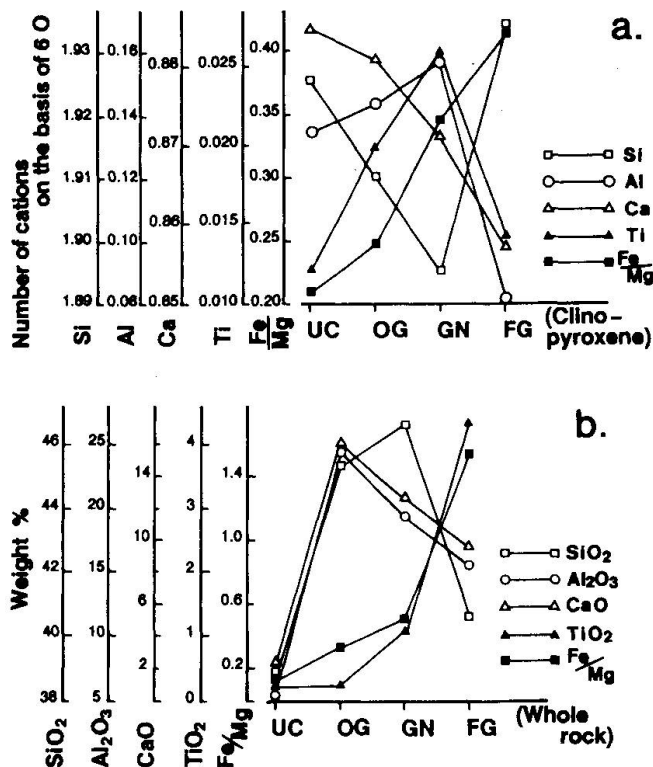 a.
Number of cations
on the basis of 6 O
1.93 0.16 0.88 0.025 0.40
1.92 0.14 0.87 0.020 0.35
1.91 0.12 0.30
1.90 0.10 0.86 0.015 0.25
1.89 0.08 0.85 0.010 0.20
Si Al Ca Ti Fe/Mg
UC OG GN FG
(Clino-
pyroxene)
Si
Al
Ca
Ti
Fe/Mg
b.
Weight %
46 25 14 4 1.4
44 20 10 3 1.0
42 15 6 2 0.6
40 10 2 1 0.2
38 5 0
SiO₂ Al₂O₃ CaO TiO₂ Fe/Mg
UC OG GN FG
(Whole
rock)
SiO₂
Al₂O₃
CaO
TiO₂
Fe/Mg